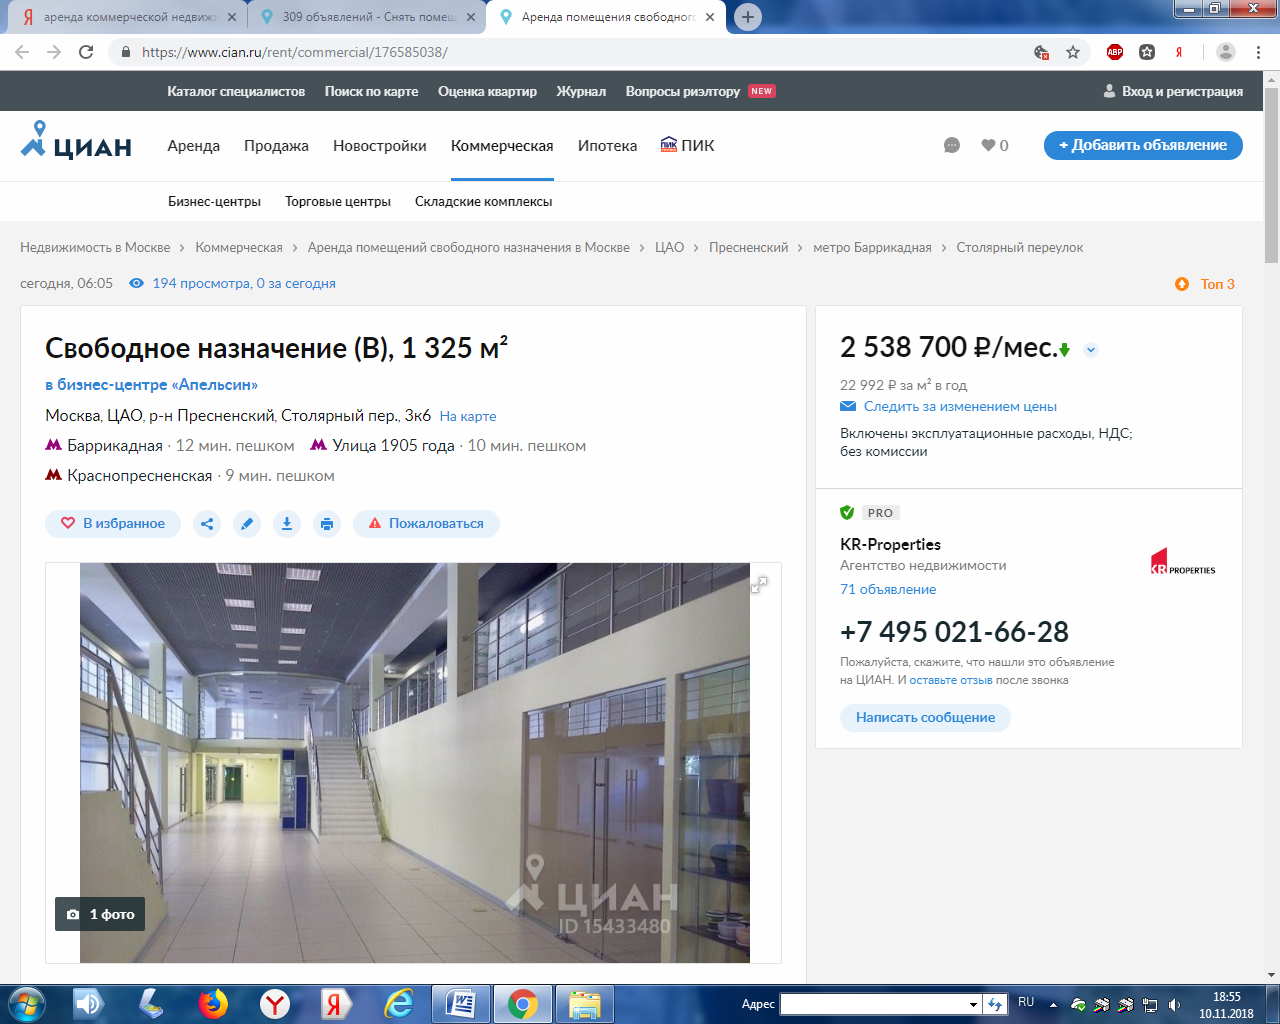 аренда коммерческой недвиж
309 объявлений - Снять помещ
Аренда помещения свободного
https://www.cian.ru/rent/commercial/176585038/
ABP
Я
Каталог специалистов Поиск по карте Оценка квартир Журнал Вопросы риэлтору NEW Вход и регистрация
ЦИАН Аренда Продажа Новостройки Коммерческая Ипотека ПИК 0 + Добавить объявление
Бизнес-центры Торговые центры Складские комплексы
Недвижимость в Москве > Коммерческая > Аренда помещений свободного назначения в Москве > ЦАО > Пресненский > метро Баррикадная > Столярный переулок
сегодня, 06:05 194 просмотра, 0 за сегодня Топ 3
Свободное назначение (В), 1 325 м²
в бизнес-центре «Апельсин»
Москва, ЦАО, р-н Пресненский, Столярный пер., 3к6 На карте
Баррикадная · 12 мин. пешком Улица 1905 года · 10 мин. пешком
Краснопресненская · 9 мин. пешком
В избранное Пожаловаться
ЦИАН
ID 15433480
1 фото
2 538 700 ₽/мес.
22 992 ₽ за м² в год
Следить за изменением цены
Включены эксплуатационные расходы, НДС;
без комиссии
PRO
KR-Properties
Агентство недвижимости
71 объявление
KR PROPERTIES
+7 495 021-66-28
Пожалуйста, скажите, что нашли это объявление
на ЦИАН. И оставьте отзыв после звонка
Написать сообщение
Адрес RU 18:55
10.11.2018